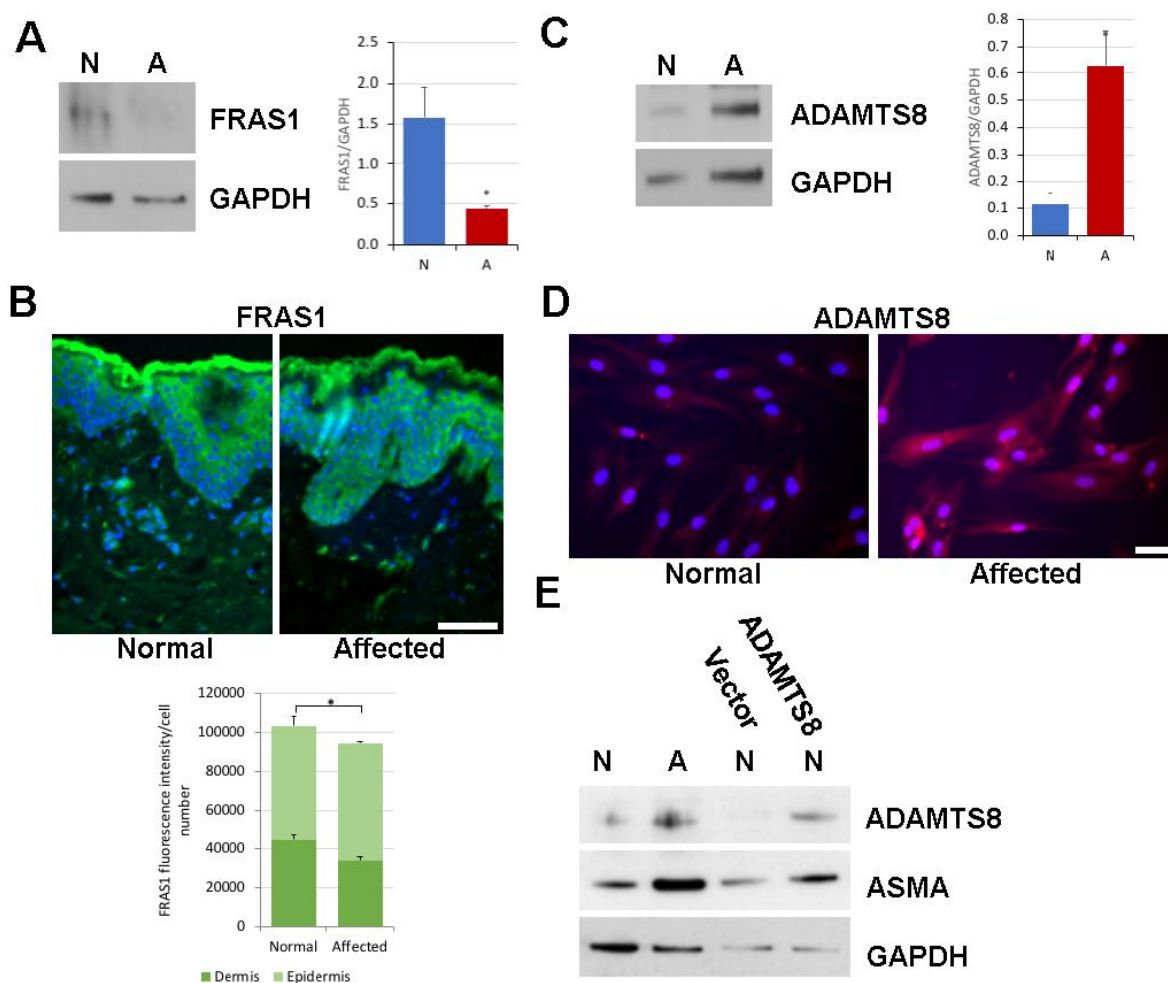 A
N A
FRAS1
GAPDH
FRAS1/GAPDH
2.5
2.0
1.5
1.0
0.5
0.0
*
N A
C
N A
ADAMTS8
GAPDH
ADAMTS8/GAPDH
0.8
0.7
0.6
0.5
0.4
0.3
0.2
0.1
0.0
*
N A
B
FRAS1
Normal Affected
FRAS1 fluorescence intensity/cell
number
120000
100000
80000
60000
40000
20000
0
*
Normal Affected
Dermis Epidermis
D
ADAMTS8
Normal Affected
E
Vector ADAMTS8
N A N N
ADAMTS8
ASMA
GAPDH